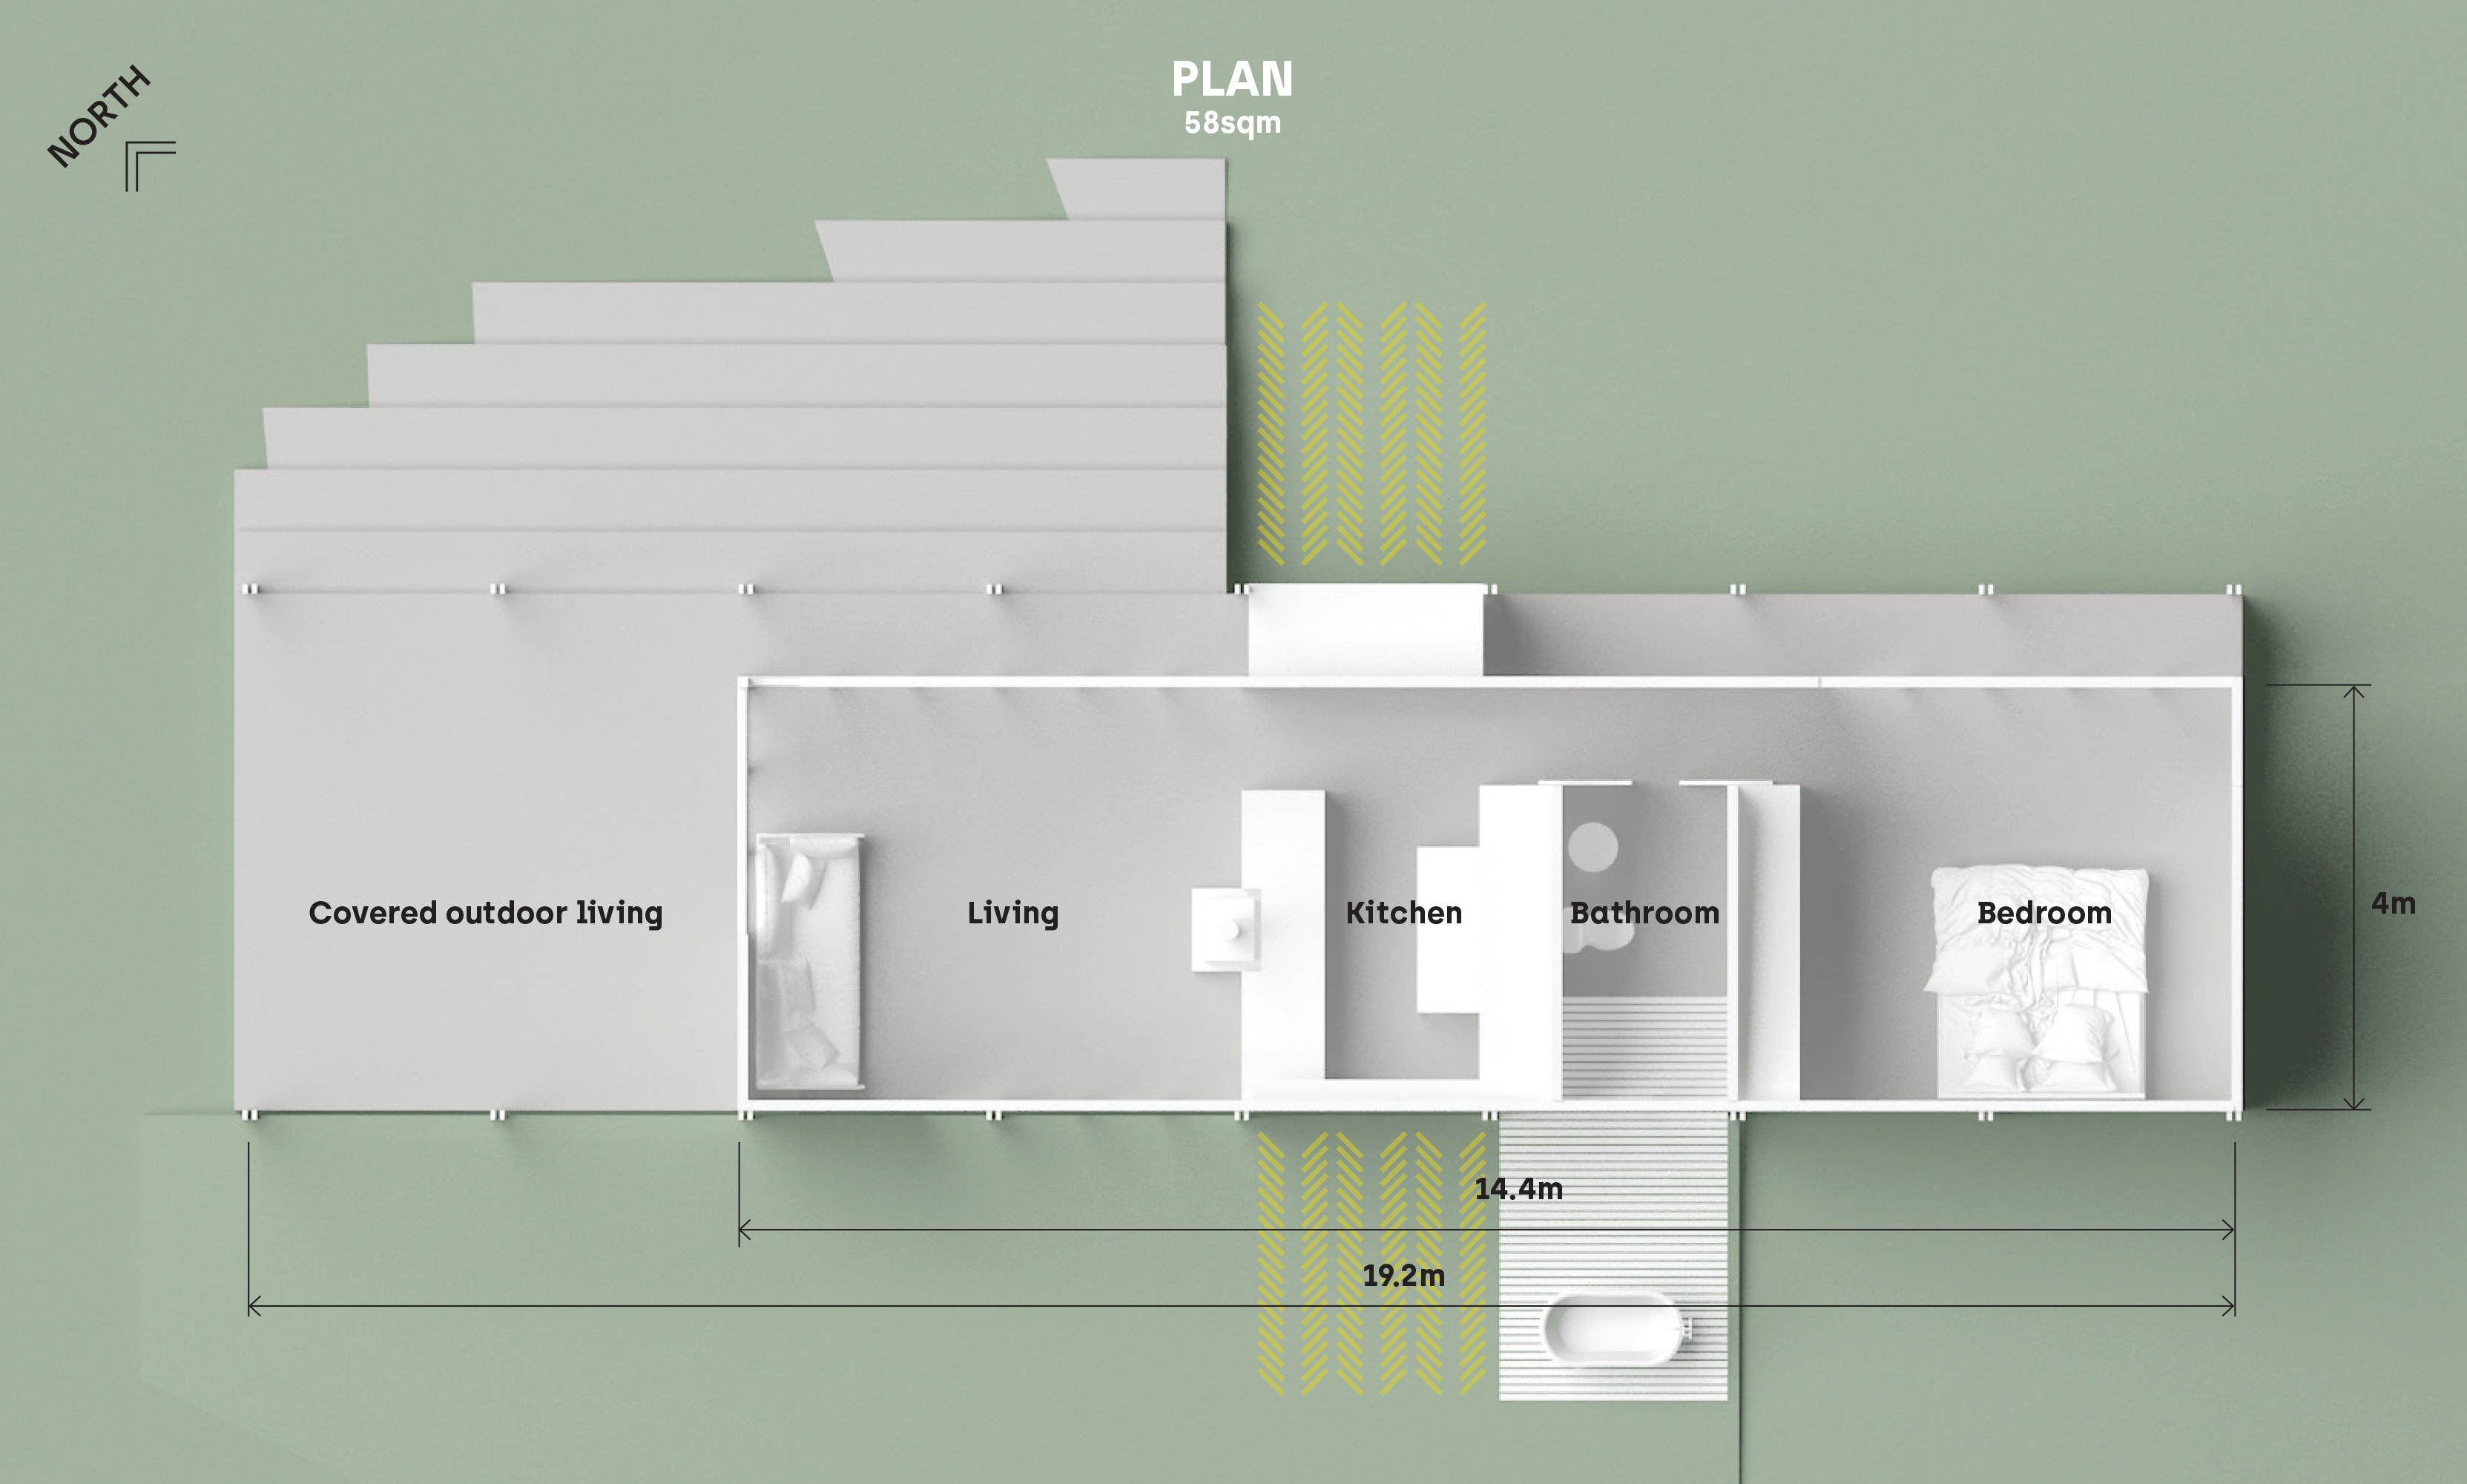 NORTH
PLAN
58sqm
Covered outdoor living
Living
Kitchen
Bathroom
Bedroom
4m
14.4m
19.2m